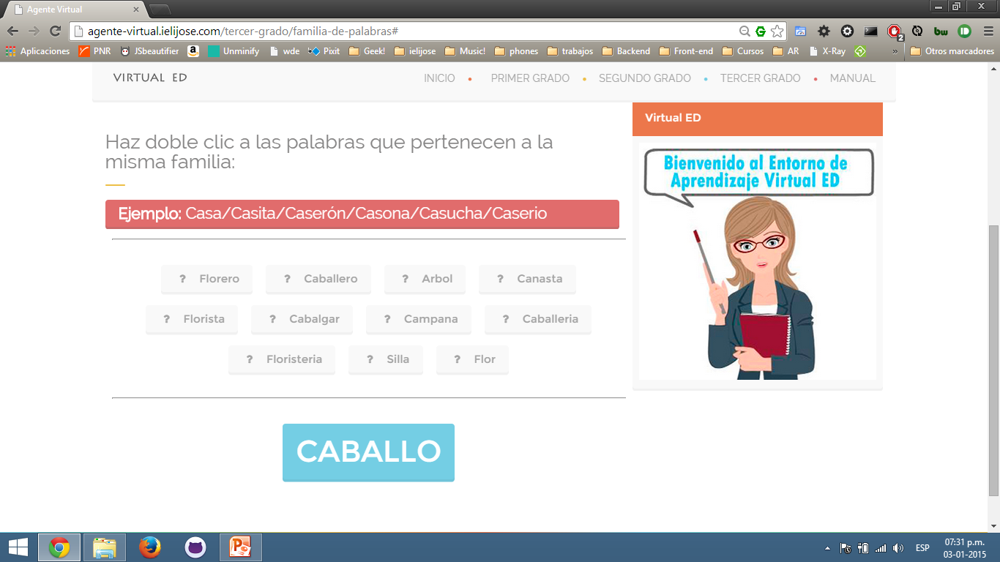 Agente Virtual
agente-virtual.ielijose.com/tercer-grado/familia-de-palabras#
2
bw
Aplicaciones PNR JSbeautifier Unminify wde Pixit Geek! ielijose Music! phones trabajos Backend Front-end Cursos AR X-Ray » Otros marcadores
VIRTUAL ED INICIO PRIMER GRADO SEGUNDO GRADO TERCER GRADO MANUAL
Virtual ED
Haz doble clic a las palabras que pertenecen a la
misma familia:
Ejemplo: Casa/Casita/Caserón/Casona/Casucha/Caserio
Bienvenido al Entorno de
Aprendizaje Virtual ED
? Florero ? Caballero ? Arbol ? Canasta
? Florista ? Cabalgar ? Campana ? Caballeria
? Floristeria ? Silla ? Flor
CABALLO
ESP
07:31 p.m.
03-01-2015